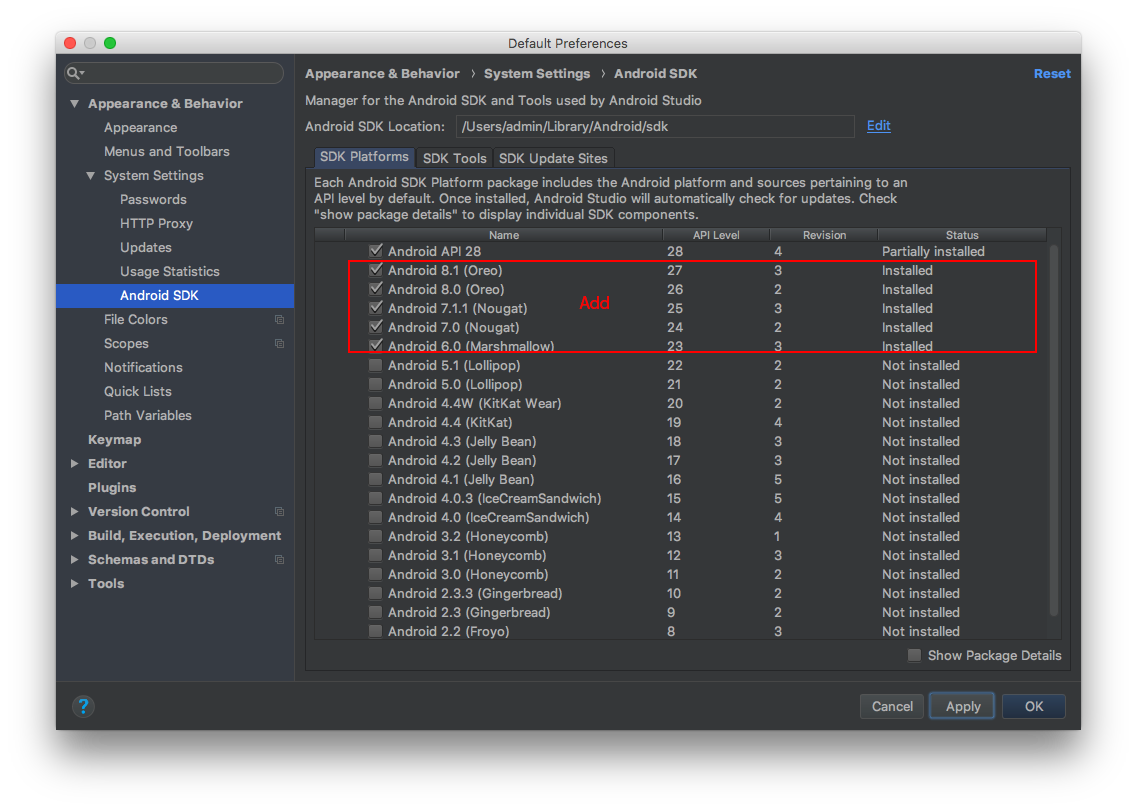 Default Preferences
Appearance & Behavior
Appearance
Menus and Toolbars
System Settings
Passwords
HTTP Proxy
Updates
Usage Statistics
Android SDK
File Colors
Scopes
Notifications
Quick Lists
Path Variables
Keymap
Editor
Plugins
Version Control
Build, Execution, Deployment
Schemas and DTDs
Tools
Appearance & Behavior › System Settings › Android SDK Reset
Manager for the Android SDK and Tools used by Android Studio
Android SDK Location: /Users/admin/Library/Android/sdk Edit
SDK Platforms SDK Tools SDK Update Sites
Each Android SDK Platform package includes the Android platform and sources pertaining to an
API level by default. Once installed, Android Studio will automatically check for updates. Check
"show package details" to display individual SDK components.
Name API Level Revision Status
Android API 28 28 4 Partially installed
Android 8.1 (Oreo) 27 3 Installed
Android 8.0 (Oreo) 26 2 Installed
Add
Android 7.1.1 (Nougat) 25 3 Installed
Android 7.0 (Nougat) 24 2 Installed
Android 6.0 (Marshmallow) 23 3 Installed
Android 5.1 (Lollipop) 22 2 Not installed
Android 5.0 (Lollipop) 21 2 Not installed
Android 4.4W (KitKat Wear) 20 2 Not installed
Android 4.4 (KitKat) 19 4 Not installed
Android 4.3 (Jelly Bean) 18 3 Not installed
Android 4.2 (Jelly Bean) 17 3 Not installed
Android 4.1 (Jelly Bean) 16 5 Not installed
Android 4.0.3 (IceCreamSandwich) 15 5 Not installed
Android 4.0 (IceCreamSandwich) 14 4 Not installed
Android 3.2 (Honeycomb) 13 1 Not installed
Android 3.1 (Honeycomb) 12 3 Not installed
Android 3.0 (Honeycomb) 11 2 Not installed
Android 2.3.3 (Gingerbread) 10 2 Not installed
Android 2.3 (Gingerbread) 9 2 Not installed
Android 2.2 (Froyo) 8 3 Not installed
Show Package Details
? Cancel Apply OK